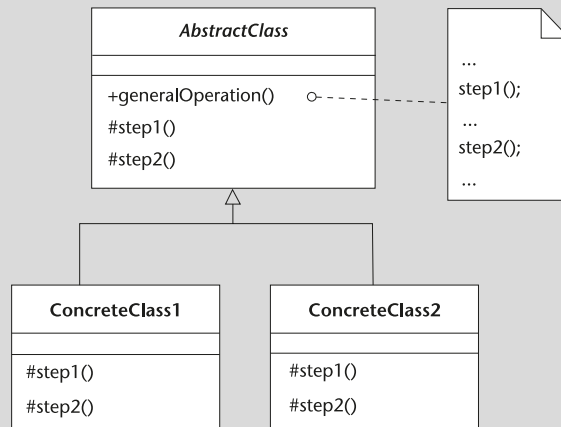 AbstractClass
+generalOperation()
#step1()
#step2()
...
step1();
...
step2();
...
ConcreteClass1
#step1()
#step2()
ConcreteClass2
#step1()
#step2()